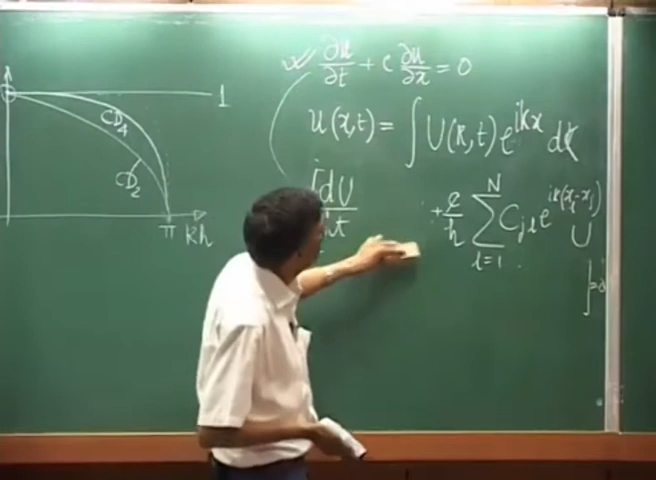 ∂u/∂t + c ∂u/∂x = 0
u(x,t) = ∫ U(k,t) e^{ikx} dk
∫ dU/dt + c/h Σ_{l=1}^{N} C_{jl} e^{ik(x_l - x_j)} U
1
CD4
CD2
π kh